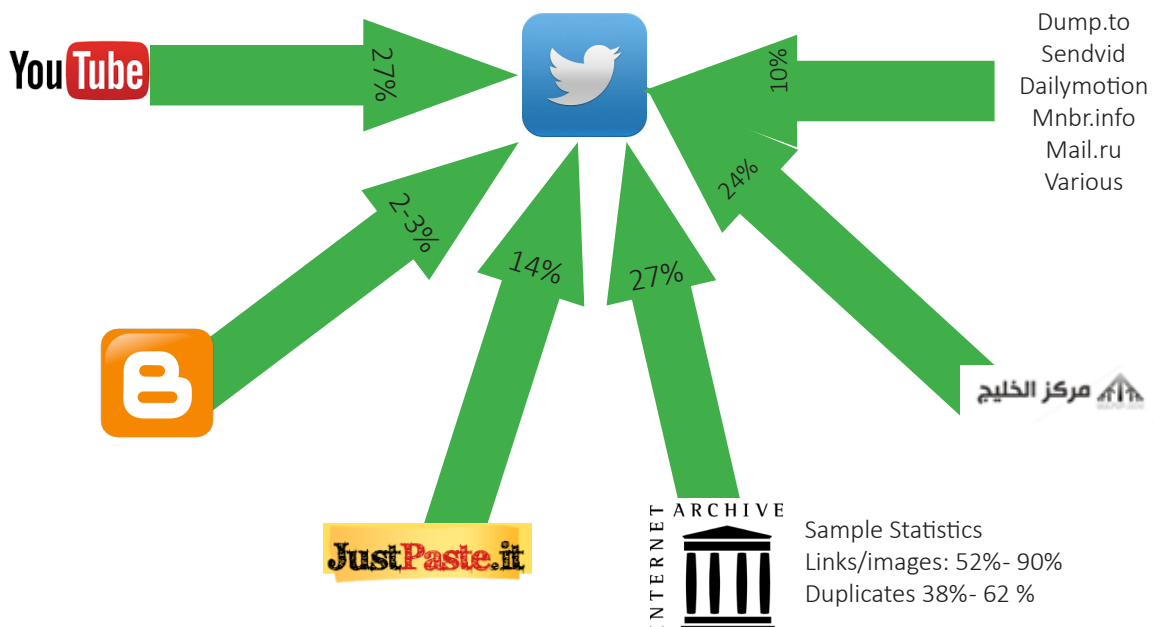 YouTube
27%
10%
Dump.to
Sendvid
Dailymotion
Mnbr.info
Mail.ru
Various
24%
2-3%
14%
27%
مركز الخليج
JustPaste.it
INTERNET
ARCHIVE
Sample Statistics
Links/images: 52%- 90%
Duplicates 38%- 62 %